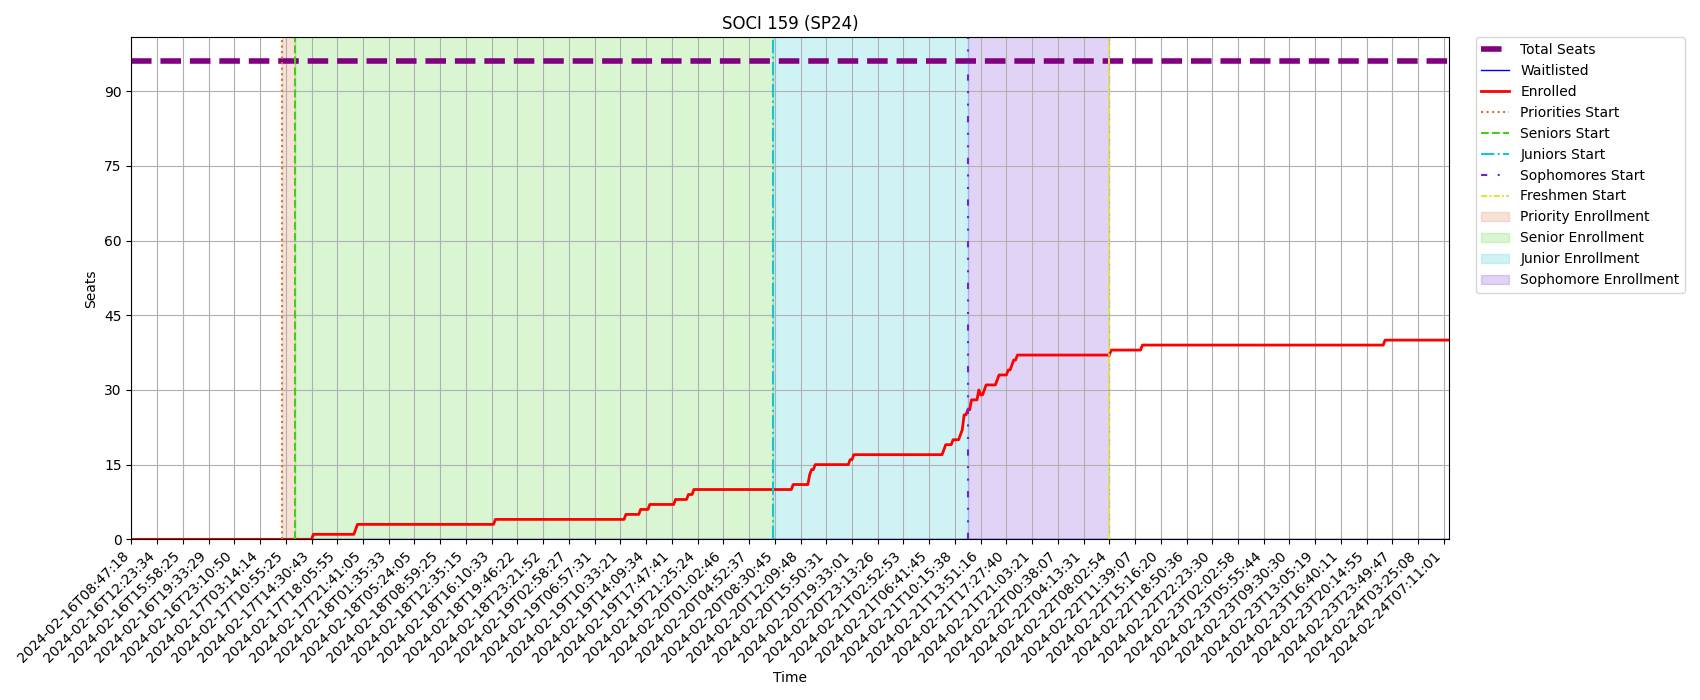 SOCI 159 (SP24)
Seats
90
75
60
45
30
15
0
2024-02-16T08:47:18
2024-02-16T12:23:34
2024-02-16T15:58:25
2024-02-16T19:33:29
2024-02-16T23:10:50
2024-02-17T03:14:14
2024-02-17T10:55:25
2024-02-17T14:30:43
2024-02-17T18:05:55
2024-02-17T21:41:05
2024-02-18T01:35:33
2024-02-18T05:24:05
2024-02-18T08:59:25
2024-02-18T12:35:15
2024-02-18T16:10:33
2024-02-18T19:46:22
2024-02-18T23:21:52
2024-02-19T02:58:27
2024-02-19T06:57:31
2024-02-19T10:33:21
2024-02-19T14:09:34
2024-02-19T17:47:41
2024-02-19T21:25:24
2024-02-20T01:02:46
2024-02-20T04:52:37
2024-02-20T08:30:45
2024-02-20T12:09:48
2024-02-20T15:50:31
2024-02-20T19:33:01
2024-02-20T23:13:26
2024-02-21T02:52:53
2024-02-21T06:41:45
2024-02-21T10:15:38
2024-02-21T13:51:16
2024-02-21T17:27:40
2024-02-21T21:03:21
2024-02-22T00:38:07
2024-02-22T04:13:31
2024-02-22T08:02:54
2024-02-22T11:39:07
2024-02-22T15:16:20
2024-02-22T18:50:36
2024-02-22T22:23:30
2024-02-23T02:02:58
2024-02-23T05:55:44
2024-02-23T09:30:30
2024-02-23T13:05:19
2024-02-23T16:40:11
2024-02-23T20:14:55
2024-02-23T23:49:47
2024-02-24T03:25:08
2024-02-24T07:11:01
Time
Total Seats
Waitlisted
Enrolled
Priorities Start
Seniors Start
Juniors Start
Sophomores Start
Freshmen Start
Priority Enrollment
Senior Enrollment
Junior Enrollment
Sophomore Enrollment